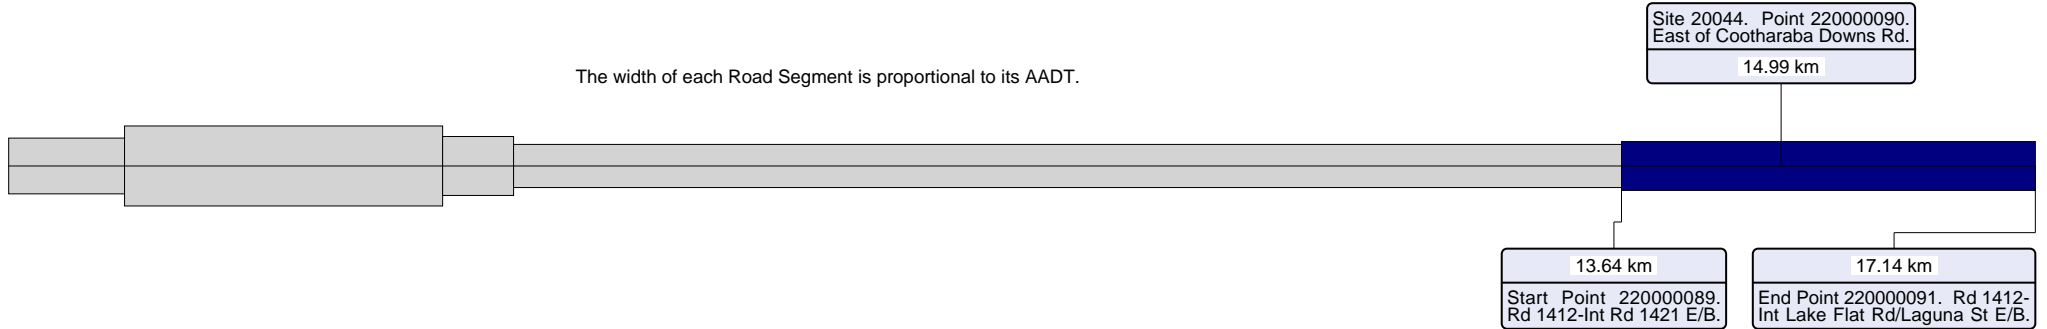 Site 20044. Point 220000090.
East of Cootharaba Downs Rd.
14.99 km
The width of each Road Segment is proportional to its AADT.
13.64 km
Start Point 220000089.
Rd 1412-Int Rd 1421 E/B.
17.14 km
End Point 220000091. Rd 1412-
Int Lake Flat Rd/Laguna St E/B.